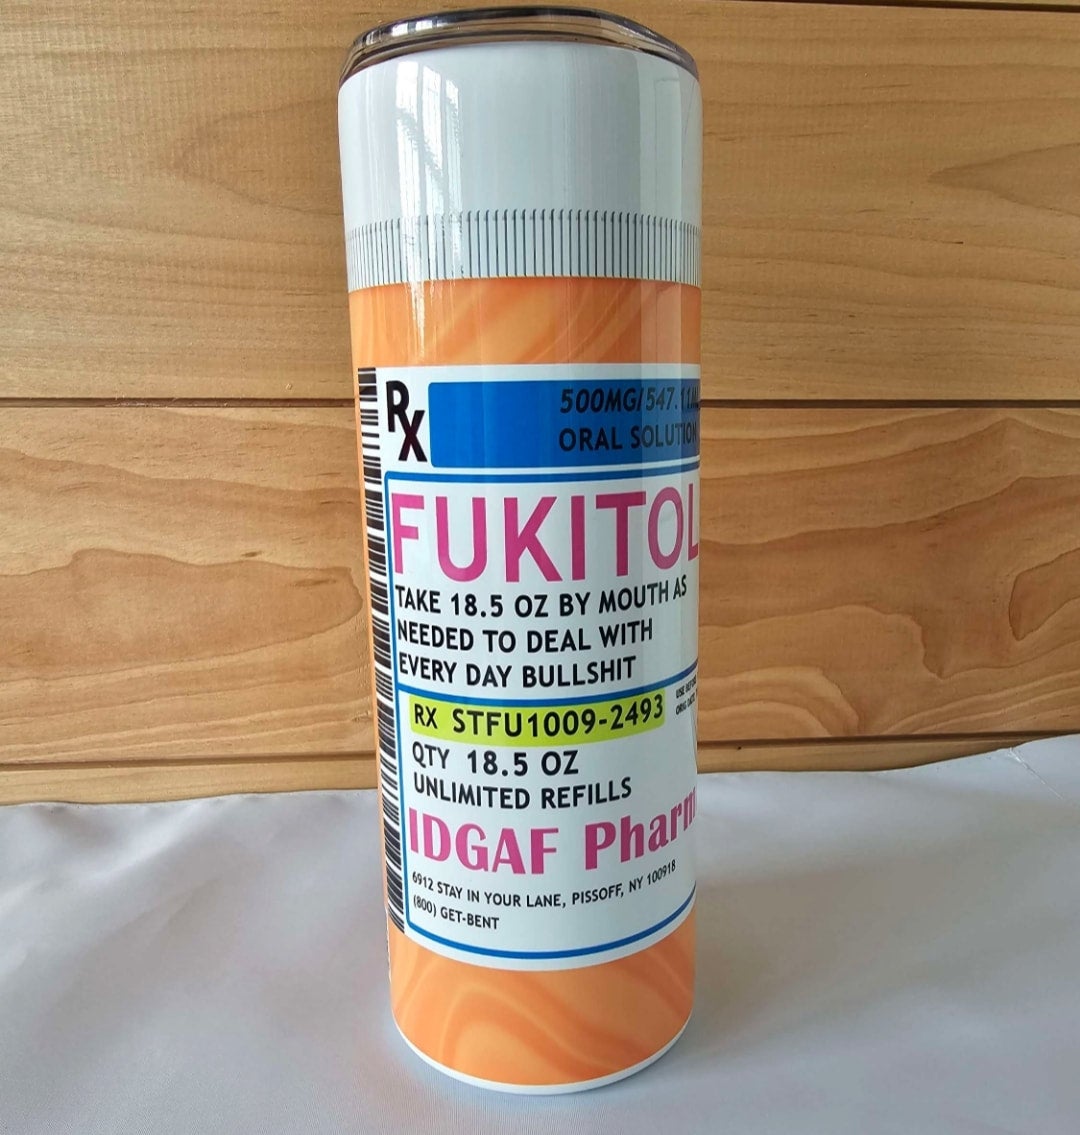 Rx
500MG/547.11ML
ORAL SOLUTION
FUKITOL
TAKE 18.5 OZ BY MOUTH AS
NEEDED TO DEAL WITH
EVERY DAY BULLSHIT
RX STFU1009-2493
QTY 18.5 OZ
UNLIMITED REFILLS
IDGAF Pharm
6912 STAY IN YOUR LANE, PISSOFF, NY 100918
(800) GET-BENT